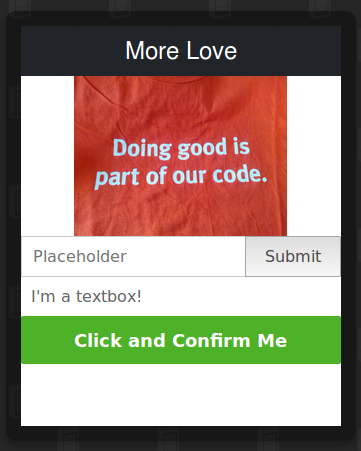 More Love
Doing good is
part of our code.
Placeholder
Submit
I'm a textbox!
Click and Confirm Me